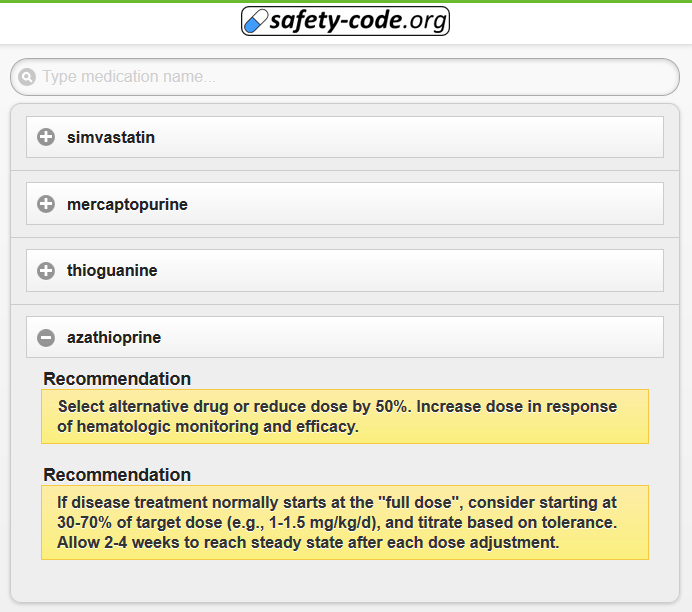 safety-code.org
Type medication name...
simvastatin
mercaptopurine
thioguanine
azathioprine
Recommendation
Select alternative drug or reduce dose by 50%. Increase dose in response
of hematologic monitoring and efficacy.
Recommendation
If disease treatment normally starts at the "full dose", consider starting at
30-70% of target dose (e.g., 1-1.5 mg/kg/d), and titrate based on tolerance.
Allow 2-4 weeks to reach steady state after each dose adjustment.